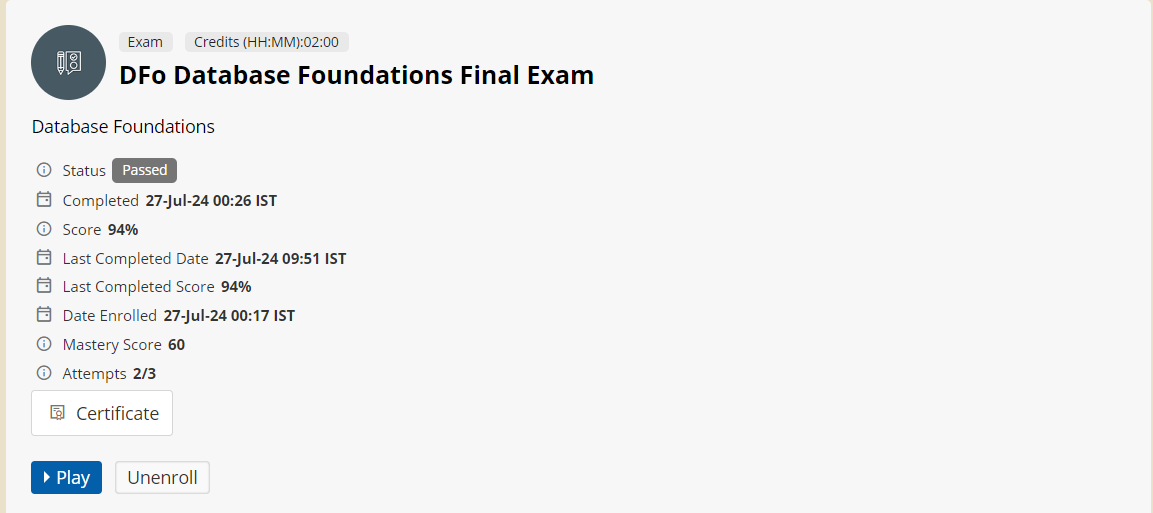 Exam Credits (HH:MM):02:00
DFo Database Foundations Final Exam
Database Foundations
Status Passed
Completed 27-Jul-24 00:26 IST
Score 94%
Last Completed Date 27-Jul-24 09:51 IST
Last Completed Score 94%
Date Enrolled 27-Jul-24 00:17 IST
Mastery Score 60
Attempts 2/3
Certificate
Play Unenroll